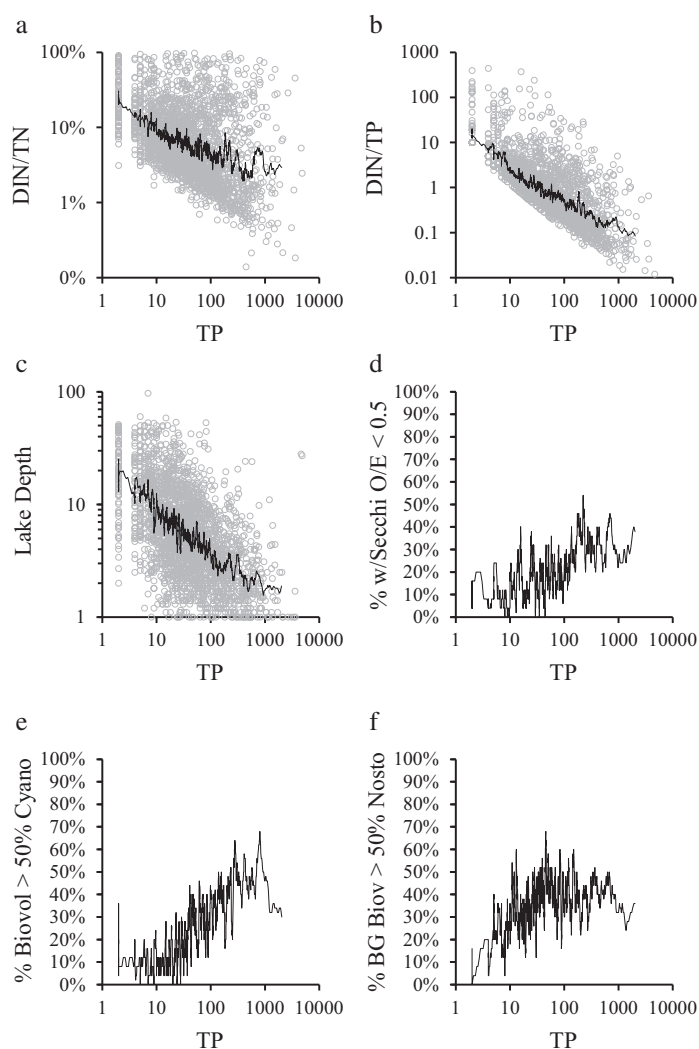 a
100%
10%
1%
0%
DIN/TN
1 10 100 1000 10000
TP
b
1000
100
10
1
0.1
0.01
DIN/TP
1 10 100 1000 10000
TP
c
100
10
1
Lake Depth
1 10 100 1000 10000
TP
d
100%
90%
80%
70%
60%
50%
40%
30%
20%
10%
0%
% w/Secchi O/E < 0.5
1 10 100 1000 10000
TP
e
100%
90%
80%
70%
60%
50%
40%
30%
20%
10%
0%
% Biovol > 50% Cyano
1 10 100 1000 10000
TP
f
100%
90%
80%
70%
60%
50%
40%
30%
20%
10%
0%
% BG Biov > 50% Nosto
1 10 100 1000 10000
TP